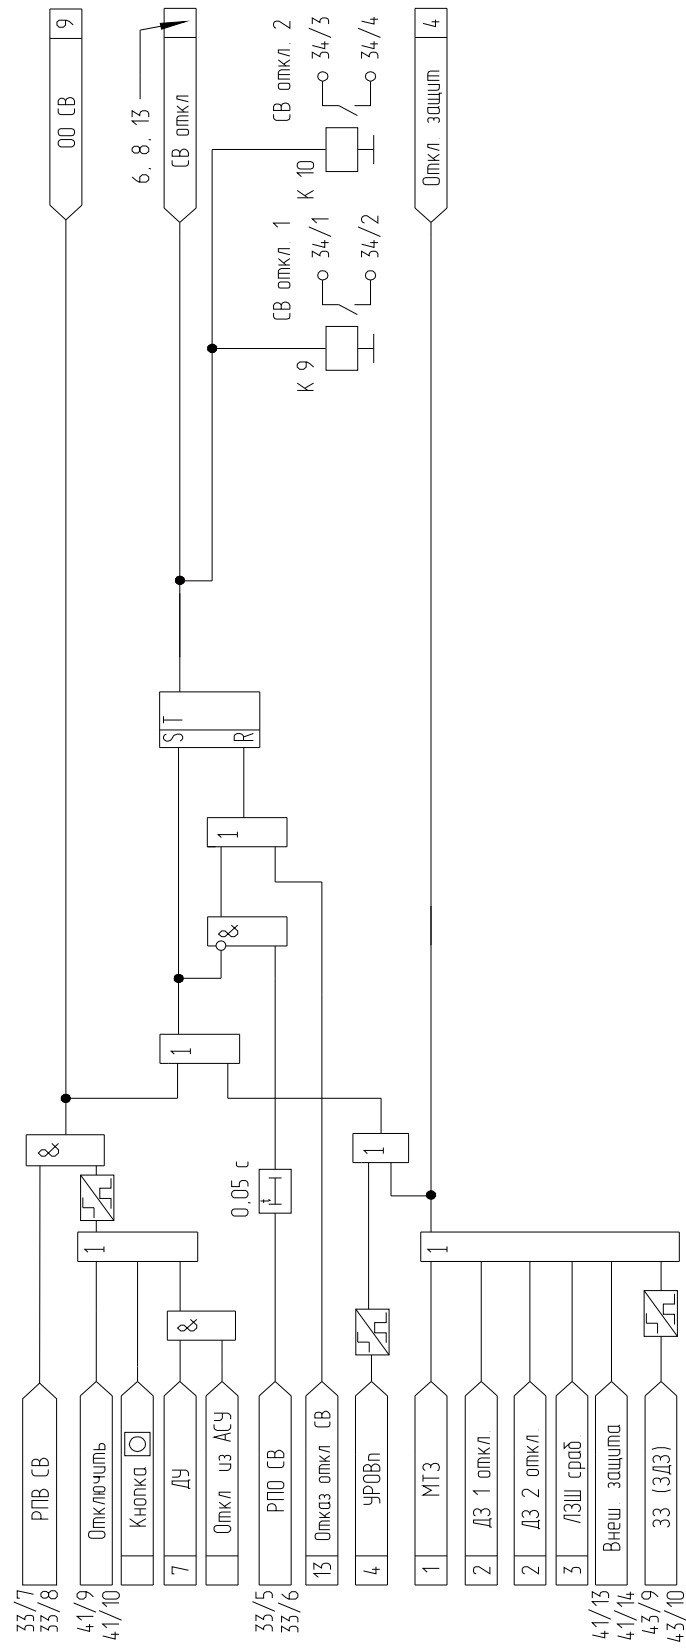 33/7
33/8
РПВ СВ
&
ОО СВ
9
41/9
41/10
Отключить
Кнопка
7
ДУ
Откл из АСУ
&
1
1
S T
R
6, 8, 13
СВ откл
33/5
33/6
РПО СВ
0,05 с
t
&
1
13
Отказ откл СВ
К 9
СВ откл. 1
34/1
34/2
К 10
СВ откл. 2
34/3
34/4
4
УРОВп
1
1
МТЗ
2
ДЗ 1 откл.
2
ДЗ 2 откл.
3
ЛЗШ сраб.
41/13
41/14
Внеш. защита
43/9
43/10
ЗЗ (ЗДЗ)
1
Откл. защит
4